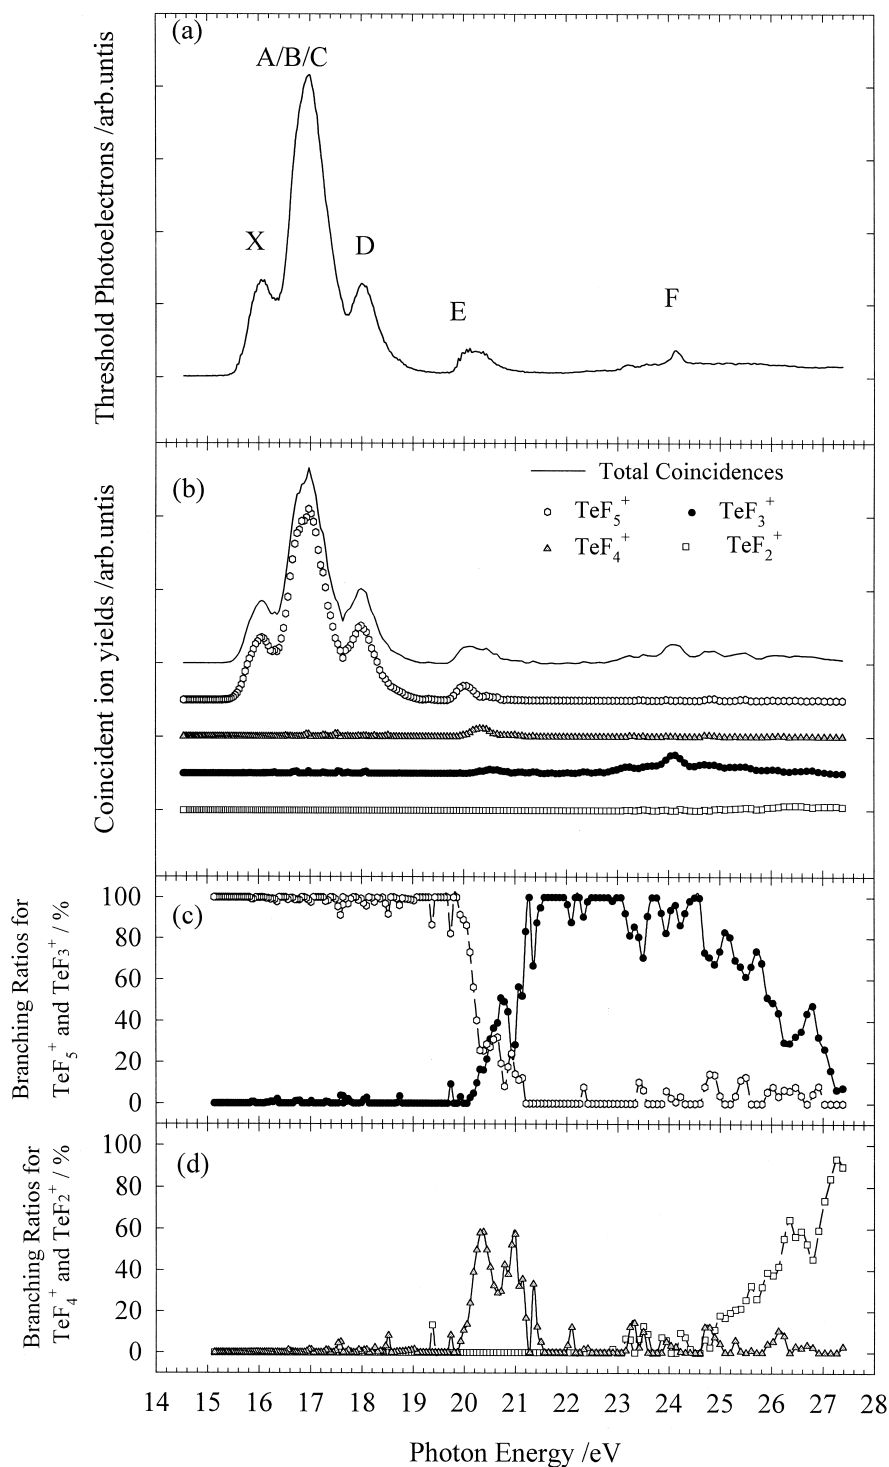 (a)
A/B/C
X
D
E
F
Threshold Photoelectrons /arb.untis
(b)
Total Coincidences
TeF₅⁺
TeF₃⁺
TeF₄⁺
TeF₂⁺
Coincident ion yields /arb.untis
(c)
100
80
60
40
20
0
Branching Ratios for
TeF₅⁺ and TeF₃⁺ / %
(d)
100
80
60
40
20
0
Branching Ratios for
TeF₄⁺ and TeF₂⁺ / %
14 15 16 17 18 19 20 21 22 23 24 25 26 27 28
Photon Energy /eV